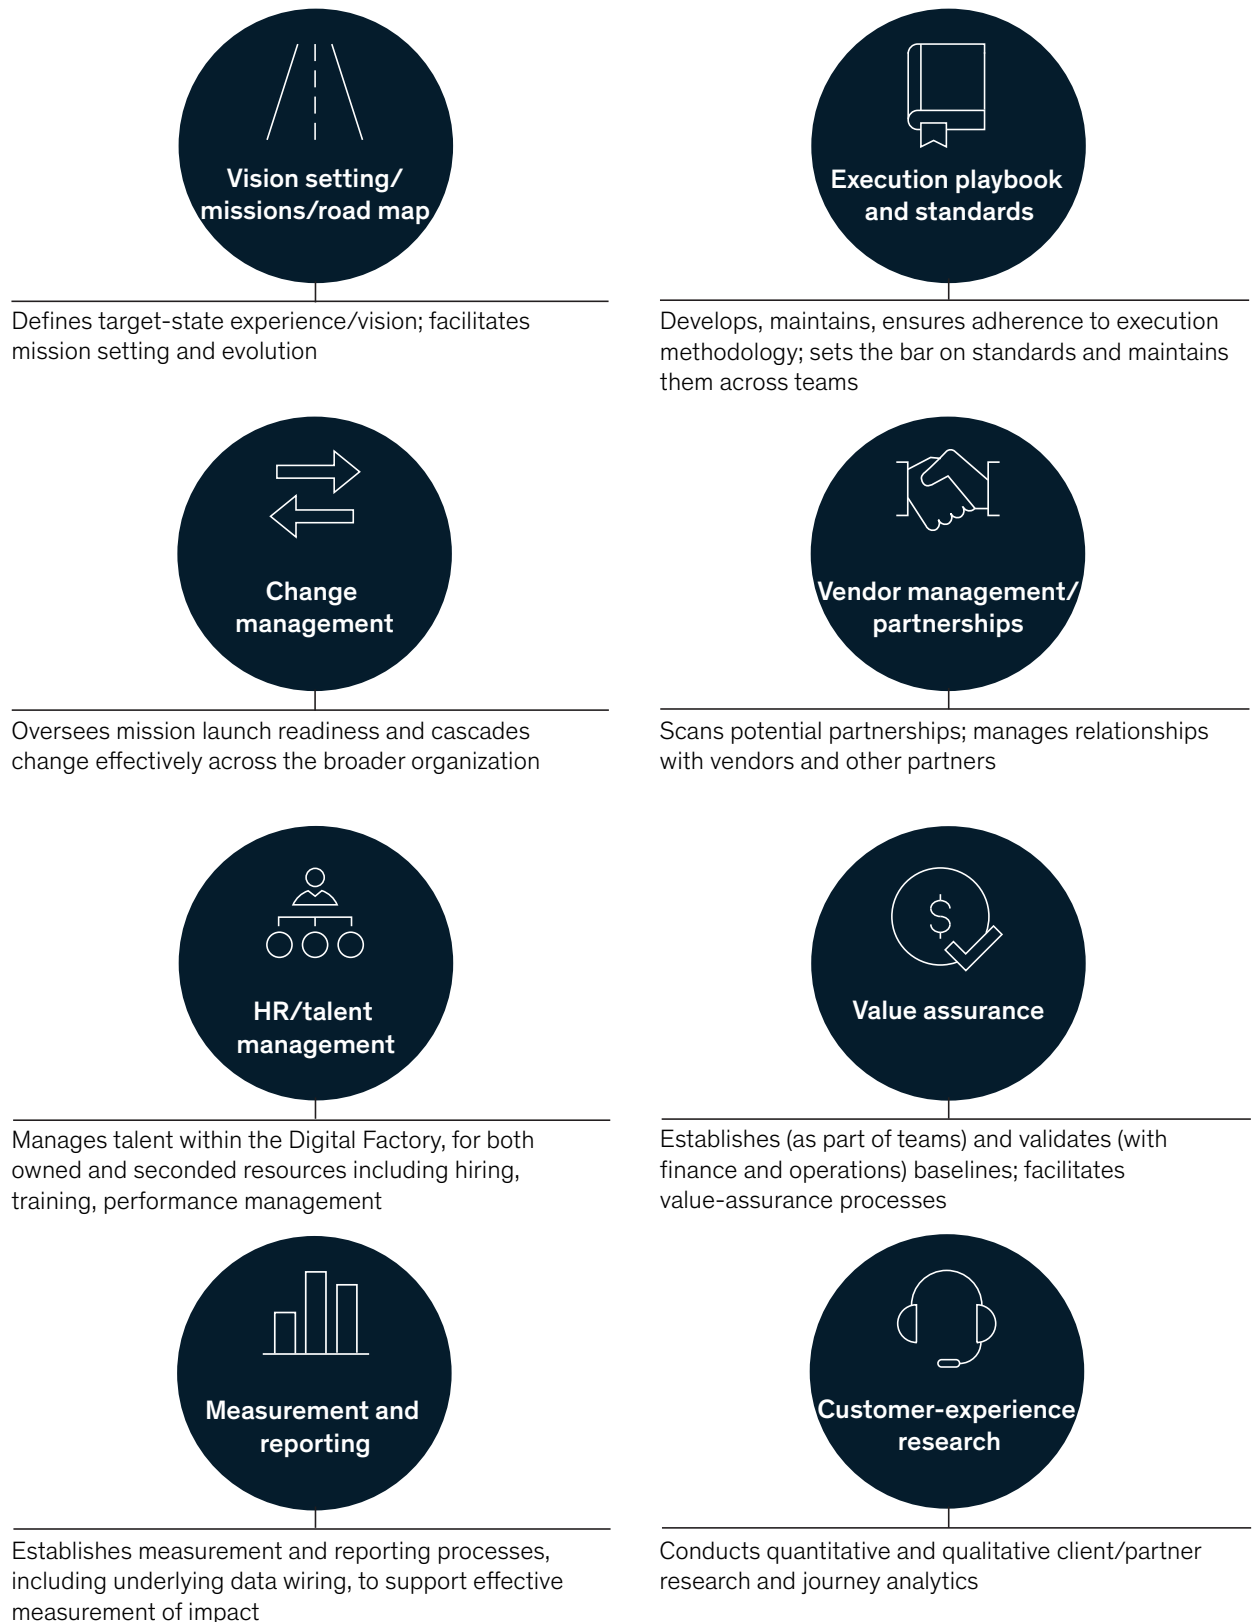 Vision setting/
missions/road map
Defines target-state experience/vision; facilitates
mission setting and evolution
Execution playbook
and standards
Develops, maintains, ensures adherence to execution
methodology; sets the bar on standards and maintains
them across teams
Change
management
Oversees mission launch readiness and cascades
change effectively across the broader organization
Vendor management/
partnerships
Scans potential partnerships; manages relationships
with vendors and other partners
HR/talent
management
Manages talent within the Digital Factory, for both
owned and seconded resources including hiring,
training, performance management
$
Value assurance
Establishes (as part of teams) and validates (with
finance and operations) baselines; facilitates
value-assurance processes
Measurement and
reporting
Establishes measurement and reporting processes,
including underlying data wiring, to support effective
measurement of impact
Customer-experience
research
Conducts quantitative and qualitative client/partner
research and journey analytics